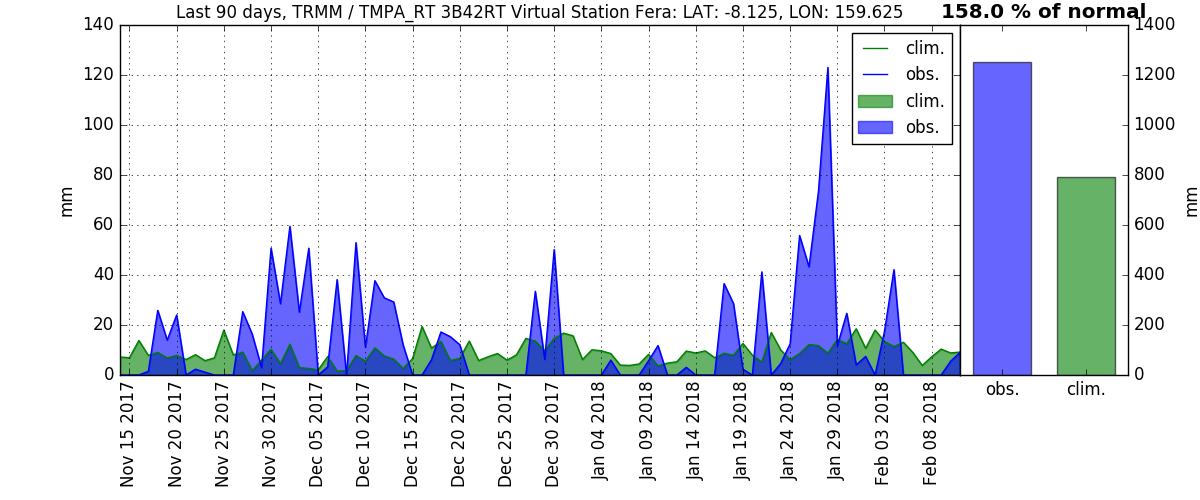 Last 90 days, TRMM / TMPA_RT 3B42RT Virtual Station Fera: LAT: -8.125, LON: 159.625
158.0 % of normal
140
120
100
80
60
40
20
0
mm
clim.
obs.
clim.
obs.
Nov 15 2017
Nov 20 2017
Nov 25 2017
Nov 30 2017
Dec 05 2017
Dec 10 2017
Dec 15 2017
Dec 20 2017
Dec 25 2017
Dec 30 2017
Jan 04 2018
Jan 09 2018
Jan 14 2018
Jan 19 2018
Jan 24 2018
Jan 29 2018
Feb 03 2018
Feb 08 2018
1400
1200
1000
800
600
400
200
0
mm
obs.
clim.